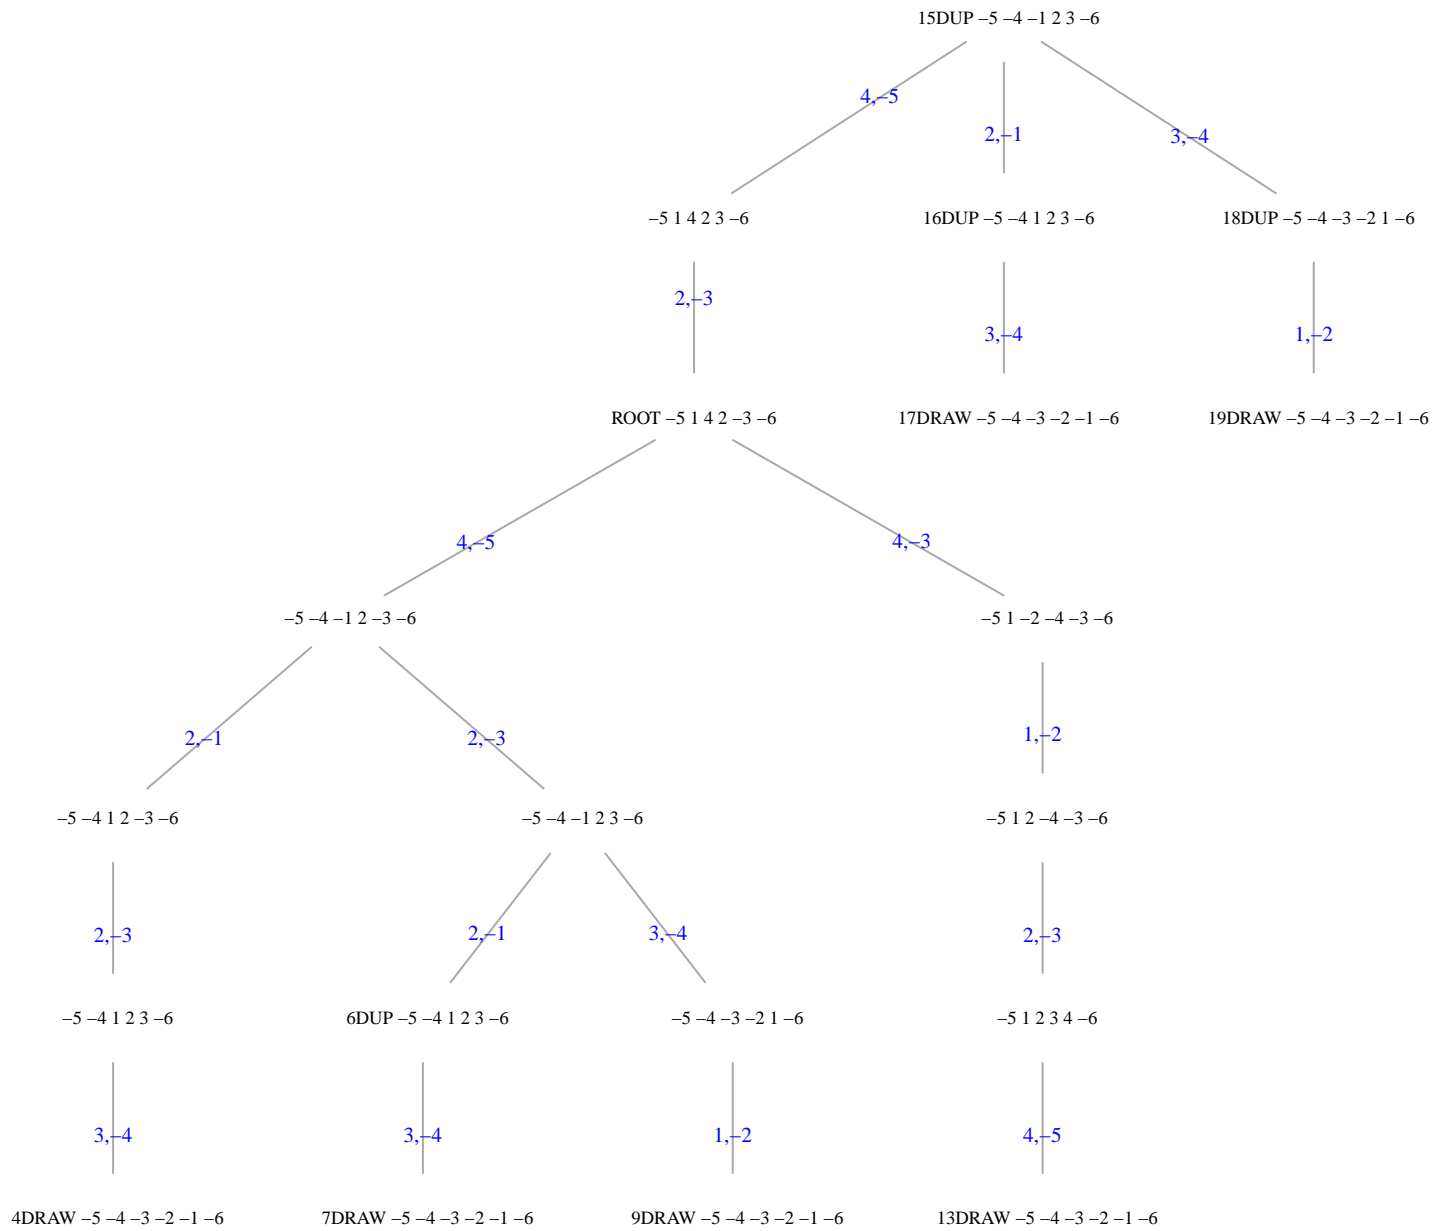 15DUP –5 –4 –1 2 3 –6
4,–5
2,–1
3,–4
–5 1 4 2 3 –6
16DUP –5 –4 1 2 3 –6
18DUP –5 –4 –3 –2 1 –6
2,–3
3,–4
1,–2
ROOT –5 1 4 2 –3 –6
17DRAW –5 –4 –3 –2 –1 –6
19DRAW –5 –4 –3 –2 –1 –6
4,–5
4,–3
–5 –4 –1 2 –3 –6
–5 1 –2 –4 –3 –6
2,–1
2,–3
1,–2
–5 –4 1 2 –3 –6
–5 –4 –1 2 3 –6
–5 1 2 –4 –3 –6
2,–3
2,–1
3,–4
2,–3
–5 –4 1 2 3 –6
6DUP –5 –4 1 2 3 –6
–5 –4 –3 –2 1 –6
–5 1 2 3 4 –6
3,–4
3,–4
1,–2
4,–5
4DRAW –5 –4 –3 –2 –1 –6
7DRAW –5 –4 –3 –2 –1 –6
9DRAW –5 –4 –3 –2 –1 –6
13DRAW –5 –4 –3 –2 –1 –6